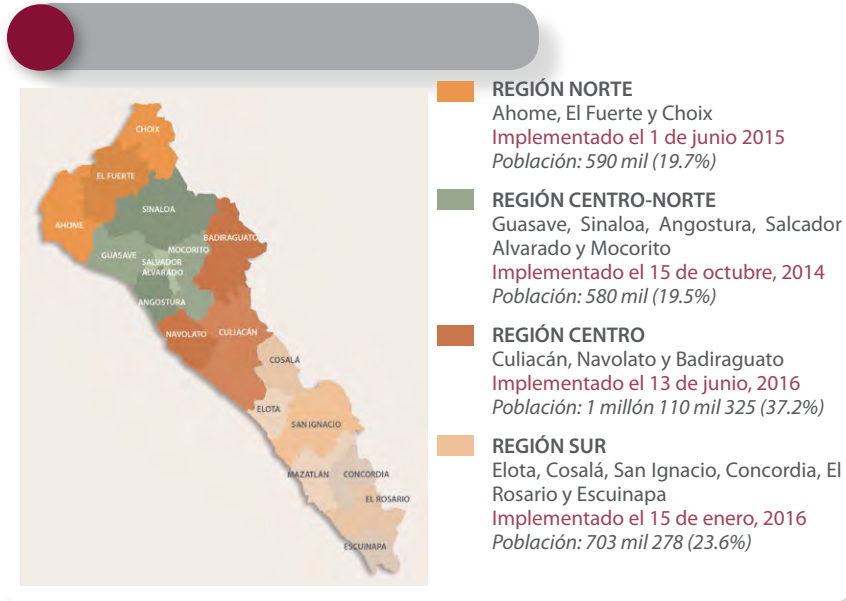 CHOIX
EL FUERTE
AHOME
SINALOA
BADIRAGUATO
MOCORITO
GUASAVE
SALVADOR
ALVARADO
ANGOSTURA
NAVOLATO
CULIACÁN
COSALÁ
ELOTA
SAN IGNACIO
MAZATLÁN
CONCORDIA
EL ROSARIO
ESCUINAPA
REGIÓN NORTE
Ahome, El Fuerte y Choix
Implementado el 1 de junio 2015
Población: 590 mil (19.7%)
REGIÓN CENTRO-NORTE
Guasave, Sinaloa, Angostura, Salcador
Alvarado y Mocorito
Implementado el 15 de octubre, 2014
Población: 580 mil (19.5%)
REGIÓN CENTRO
Culiacán, Navolato y Badiraguato
Implementado el 13 de junio, 2016
Población: 1 millón 110 mil 325 (37.2%)
REGIÓN SUR
Elota, Cosalá, San Ignacio, Concordia, El
Rosario y Escuinapa
Implementado el 15 de enero, 2016
Población: 703 mil 278 (23.6%)